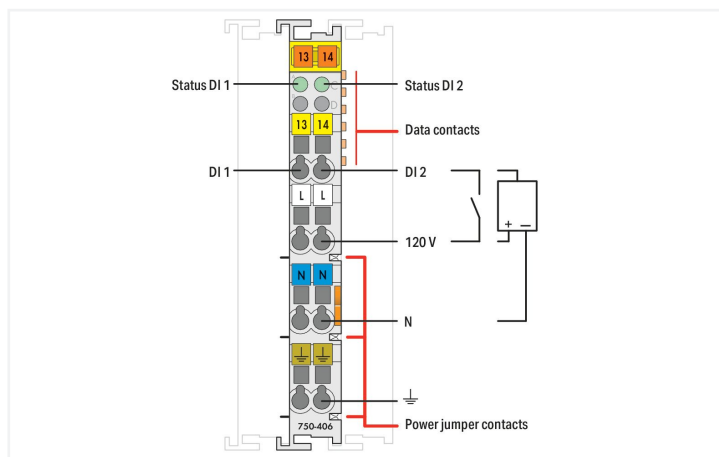 13 14
Status DI 1
C
Status DI 2
D
Data contacts
13 14
DI 1
DI 2
L L
120 V
+ −
N N
N
750-406
Power jumper contacts